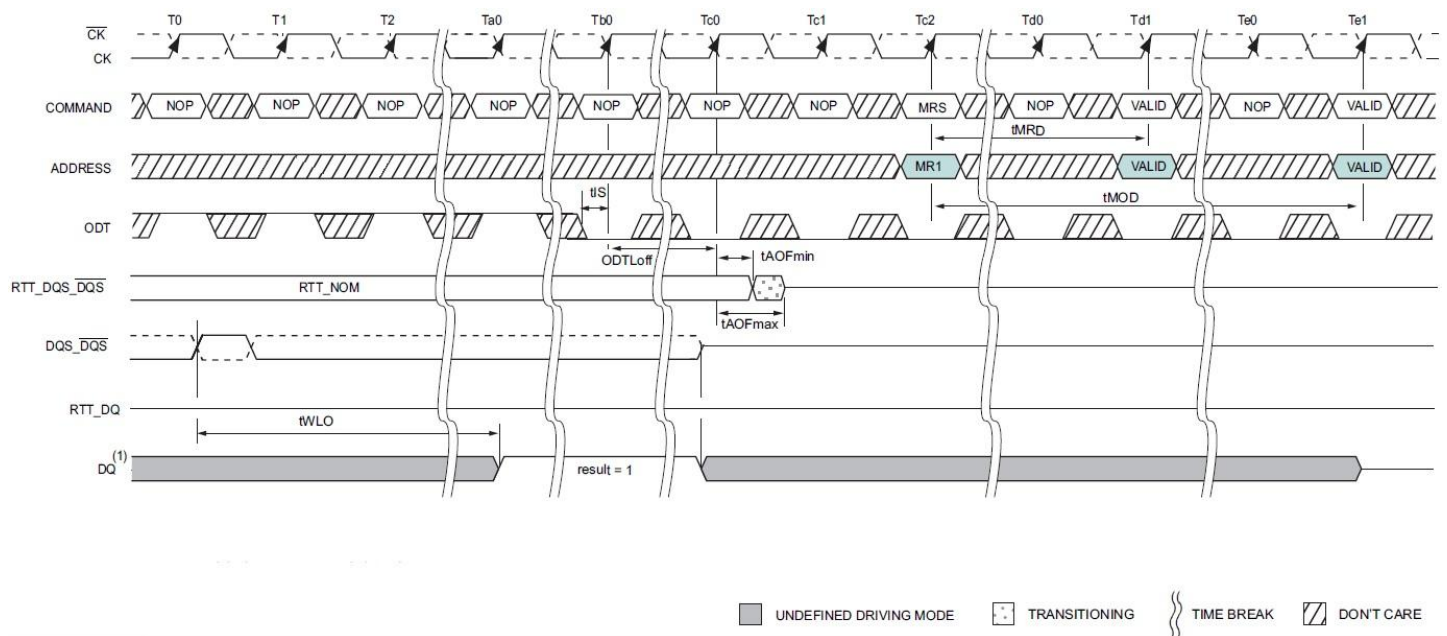 T0 T1 T2 Ta0 Tb0 Tc0 Tc1 Tc2 Td0 Td1 Te0 Te1
CK
CK
COMMAND NOP NOP NOP NOP NOP NOP NOP MRS NOP VALID NOP VALID
tMRD
ADDRESS MR1 VALID VALID
tIS
tMOD
ODT
ODTLoff tAOFmin
RTT_DQS_DQS RTT_NOM
tAOFmax
DQS_DQS
RTT_DQ
tWLO
DQ(1) result = 1
UNDEFINED DRIVING MODE TRANSITIONING TIME BREAK DON'T CARE